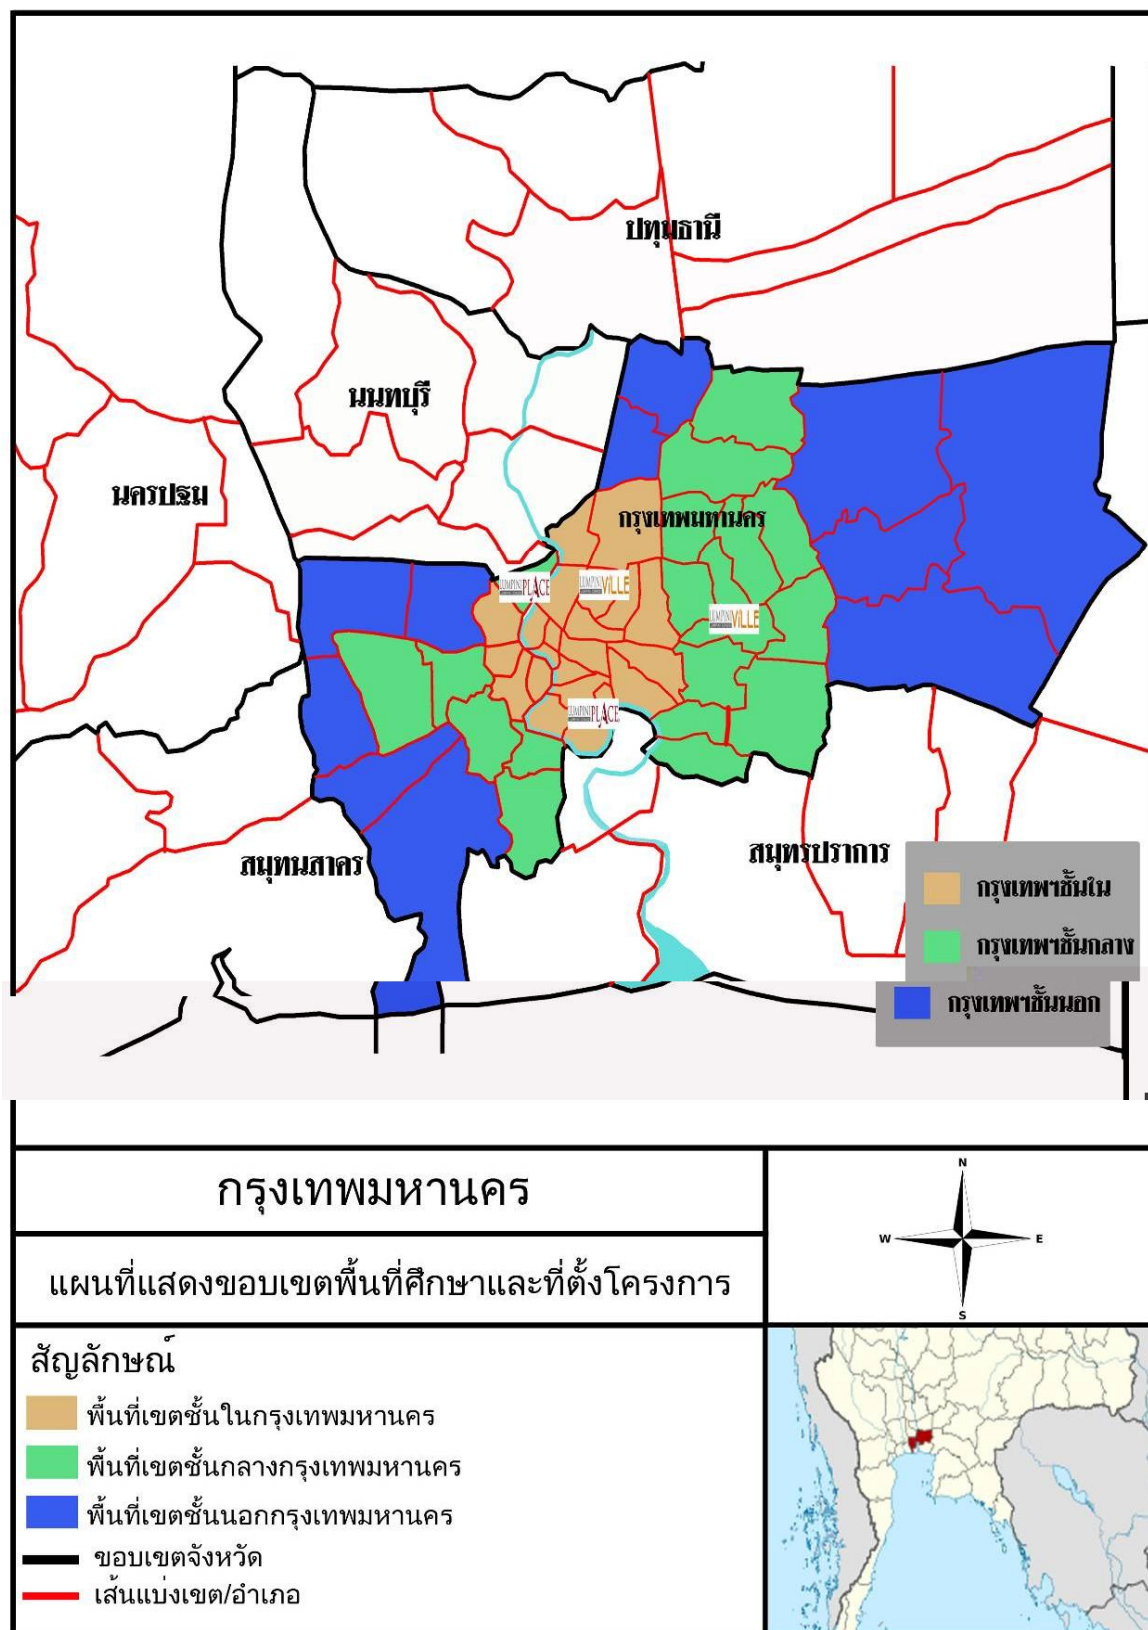 ปทุมธานี
นนทบุรี
นครปฐม
กรุงเทพมหานคร
LUMPINI PLACE
LUMPINI VILLE
LUMPINI VILLE
LUMPINI PLACE
สมุทนสาคร
สมุทรปราการ
กรุงเทพฯชั้นใน
กรุงเทพฯชั้นกลาง
กรุงเทพฯชั้นนอก
กรุงเทพมหานคร
แผนที่แสดงขอบเขตพื้นที่ศึกษาและที่ตั้งโครงการ
N
W
E
S
สัญลักษณ์
พื้นที่เขตชั้นในกรุงเทพมหานคร
พื้นที่เขตชั้นกลางกรุงเทพมหานคร
พื้นที่เขตชั้นนอกกรุงเทพมหานคร
ขอบเขตจังหวัด
เส้นแบ่งเขต/อำเภอ